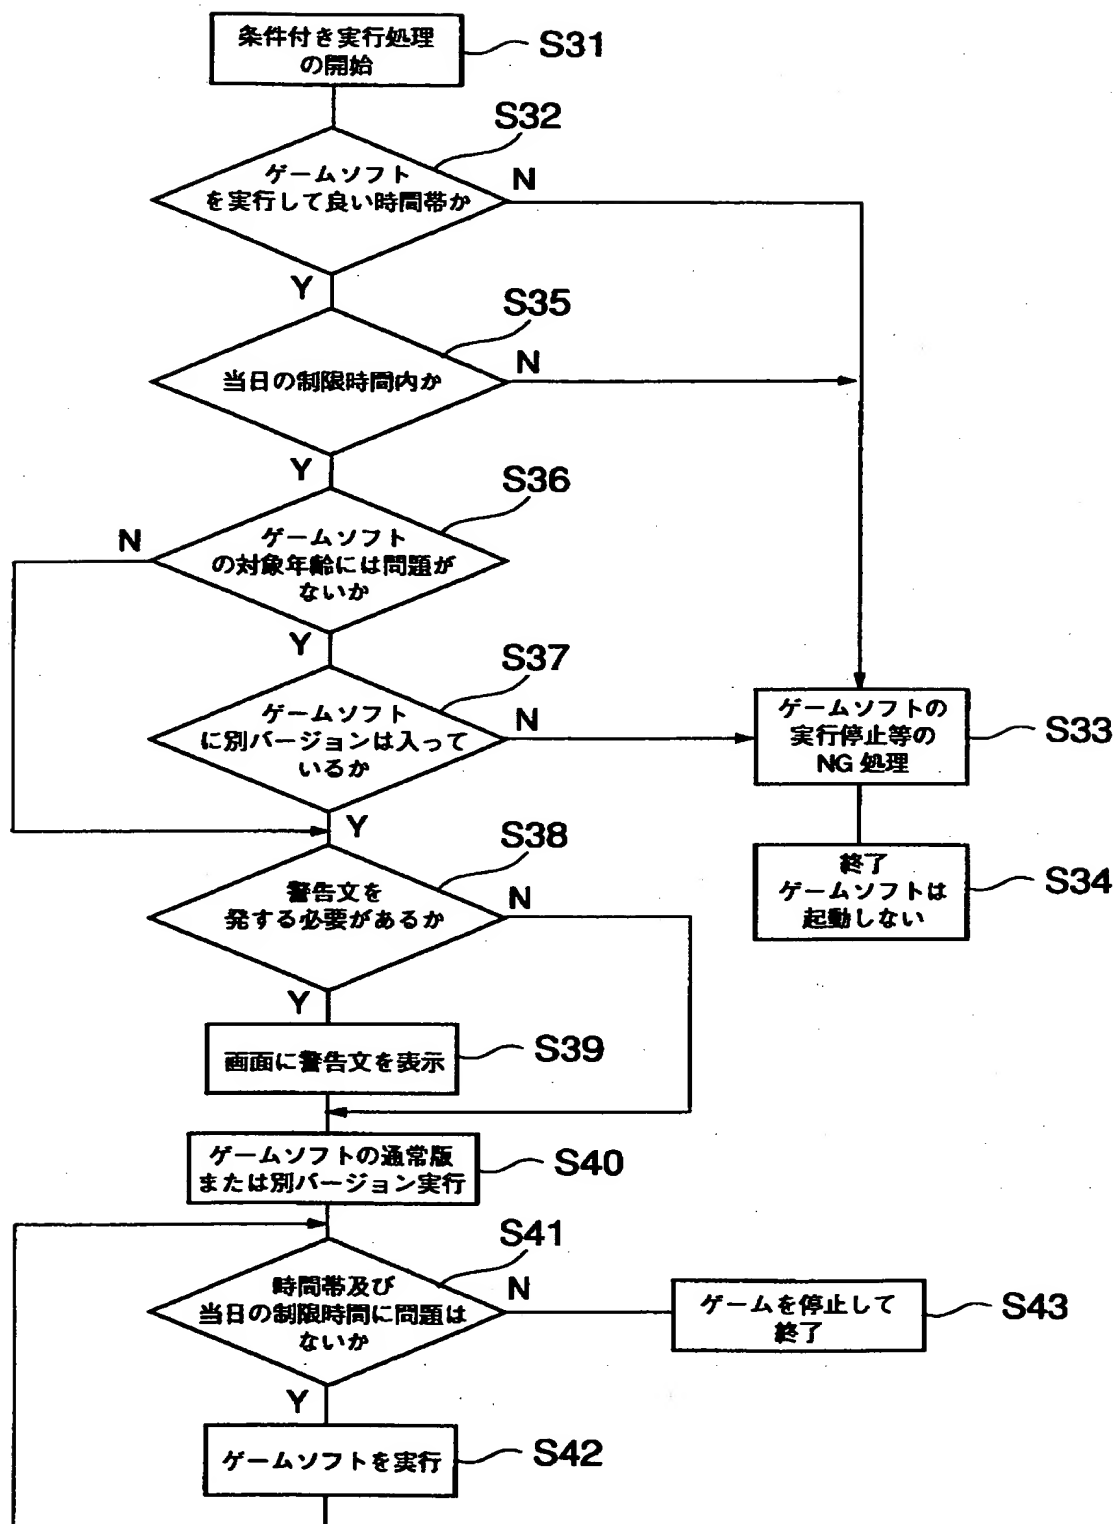 条件付き実行処理
の開始
S31
S32
ゲームソフト
を実行して良い時間帯か
N
Y
S35
当日の制限時間内か
N
Y
S36
ゲームソフト
の対象年齢には問題が
ないか
N
Y
S37
ゲームソフト
に別バージョンは入って
いるか
N
Y
ゲームソフトの
実行停止等の
NG 処理
S33
終了
ゲームソフトは
起動しない
S34
S38
警告文を
発する必要があるか
N
Y
画面に警告文を表示
S39
ゲームソフトの通常版
または別バージョン実行
S40
S41
時間帯及び
当日の制限時間に問題は
ないか
N
Y
ゲームを停止して
終了
S43
ゲームソフトを実行
S42